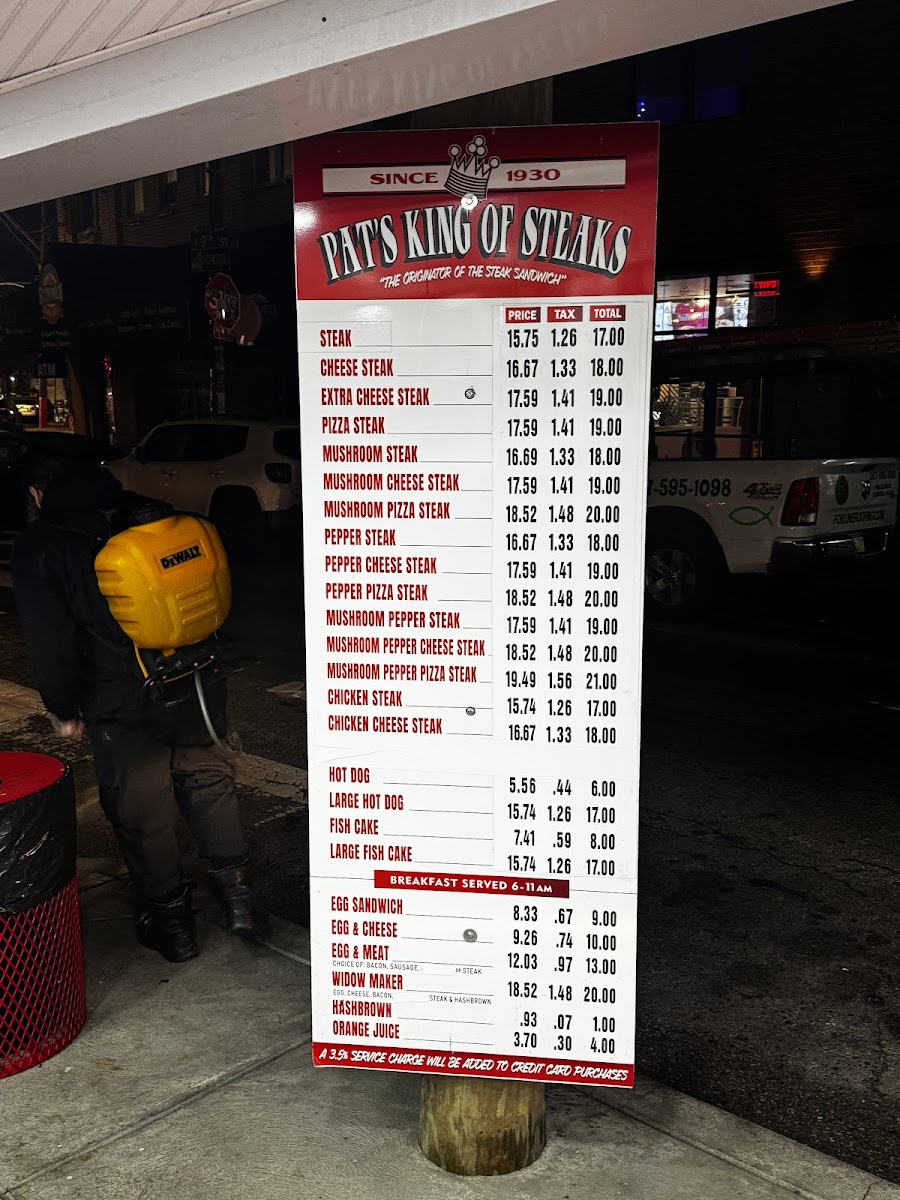 SINCE 1930
PAT'S KING OF STEAKS
"THE ORIGINATOR OF THE STEAK SANDWICH"
PRICE TAX TOTAL
STEAK 15.75 1.26 17.00
CHEESE STEAK 16.67 1.33 18.00
EXTRA CHEESE STEAK 17.59 1.41 19.00
PIZZA STEAK 17.59 1.41 19.00
MUSHROOM STEAK 16.69 1.33 18.00
MUSHROOM CHEESE STEAK 17.59 1.41 19.00
MUSHROOM PIZZA STEAK 18.52 1.48 20.00
PEPPER STEAK 16.67 1.33 18.00
PEPPER CHEESE STEAK 17.59 1.41 19.00
PEPPER PIZZA STEAK 18.52 1.48 20.00
MUSHROOM PEPPER STEAK 17.59 1.41 19.00
MUSHROOM PEPPER CHEESE STEAK 18.52 1.48 20.00
MUSHROOM PEPPER PIZZA STEAK 19.49 1.56 21.00
CHICKEN STEAK 15.74 1.26 17.00
CHICKEN CHEESE STEAK 16.67 1.33 18.00
HOT DOG 5.56 .44 6.00
LARGE HOT DOG 15.74 1.26 17.00
FISH CAKE 7.41 .59 8.00
LARGE FISH CAKE 15.74 1.26 17.00
BREAKFAST SERVED 6-11AM
EGG SANDWICH 8.33 .67 9.00
EGG & CHEESE 9.26 .74 10.00
EGG & MEAT 12.03 .97 13.00
CHOICE OF: BACON, SAUSAGE, OR STEAK
WIDOW MAKER 18.52 1.48 20.00
EGG, CHEESE, BACON, STEAK & HASHBROWN
HASHBROWN .93 .07 1.00
ORANGE JUICE 3.70 .30 4.00
A 3.5% SERVICE CHARGE WILL BE ADDED TO CREDIT CARD PURCHASES
DEWALT
ATM
7-595-1098
4x4